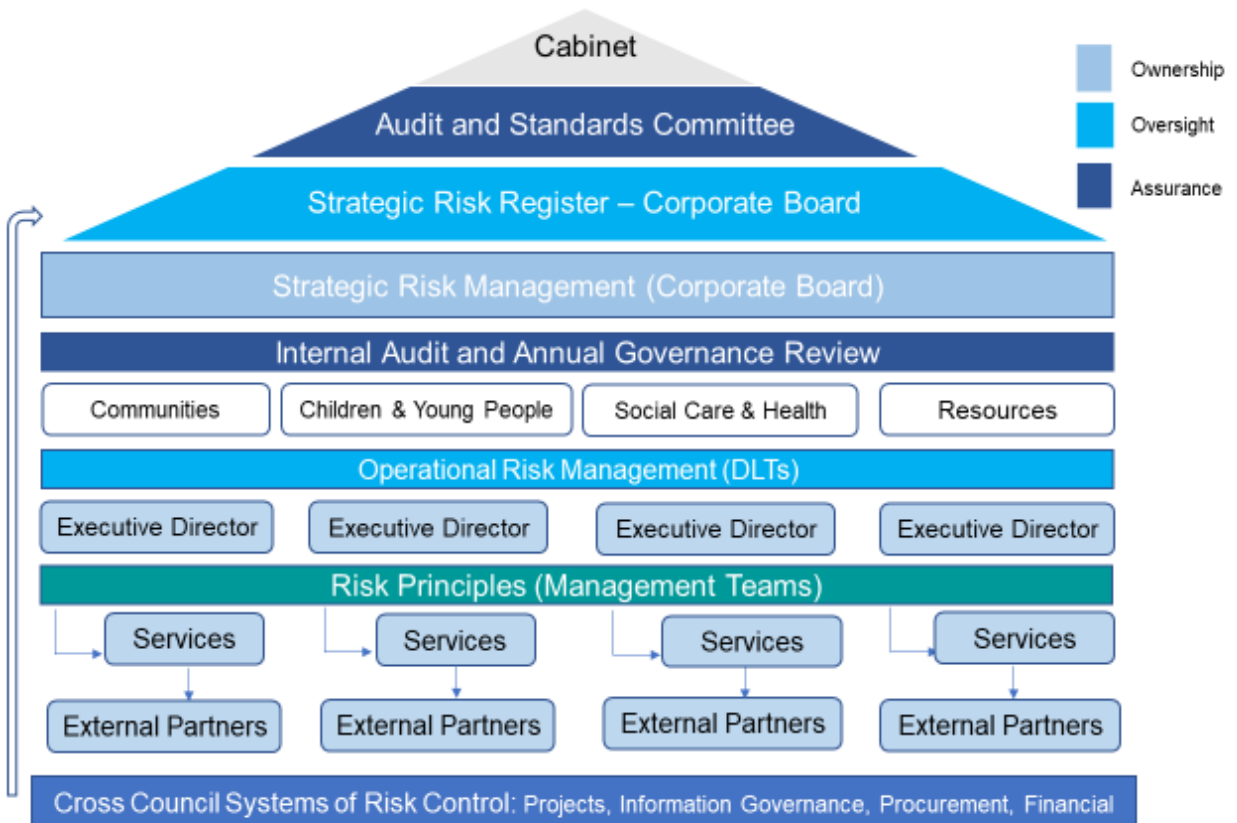 Cabinet
Ownership
Audit and Standards Committee
Oversight
Assurance
Strategic Risk Register – Corporate Board
Strategic Risk Management (Corporate Board)
Internal Audit and Annual Governance Review
Communities
Children & Young People
Social Care & Health
Resources
Operational Risk Management (DLTs)
Executive Director
Executive Director
Executive Director
Executive Director
Risk Principles (Management Teams)
Services
Services
Services
Services
External Partners
External Partners
External Partners
External Partners
Cross Council Systems of Risk Control: Projects, Information Governance, Procurement, Financial